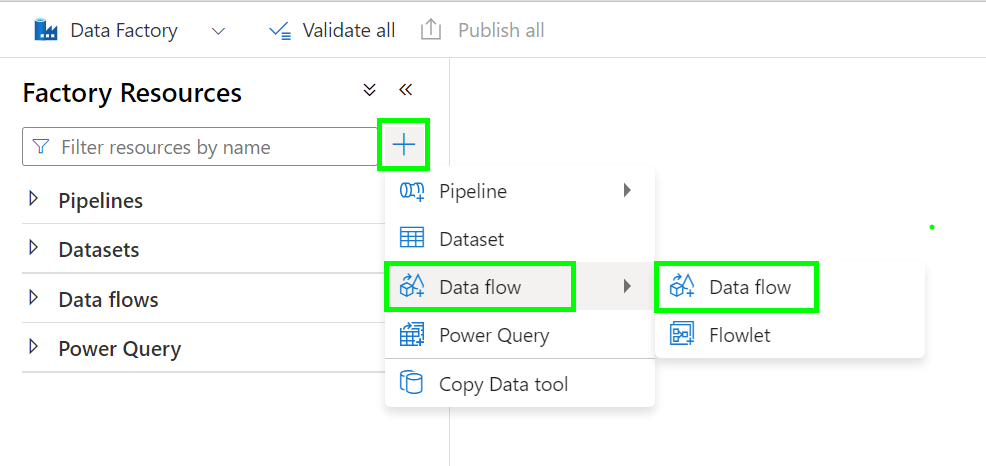 Data Factory Validate all Publish all
Factory Resources
Filter resources by name
Pipelines
Datasets
Data flows
Power Query
Pipeline
Dataset
Data flow
Power Query
Copy Data tool
Data flow
Flowlet